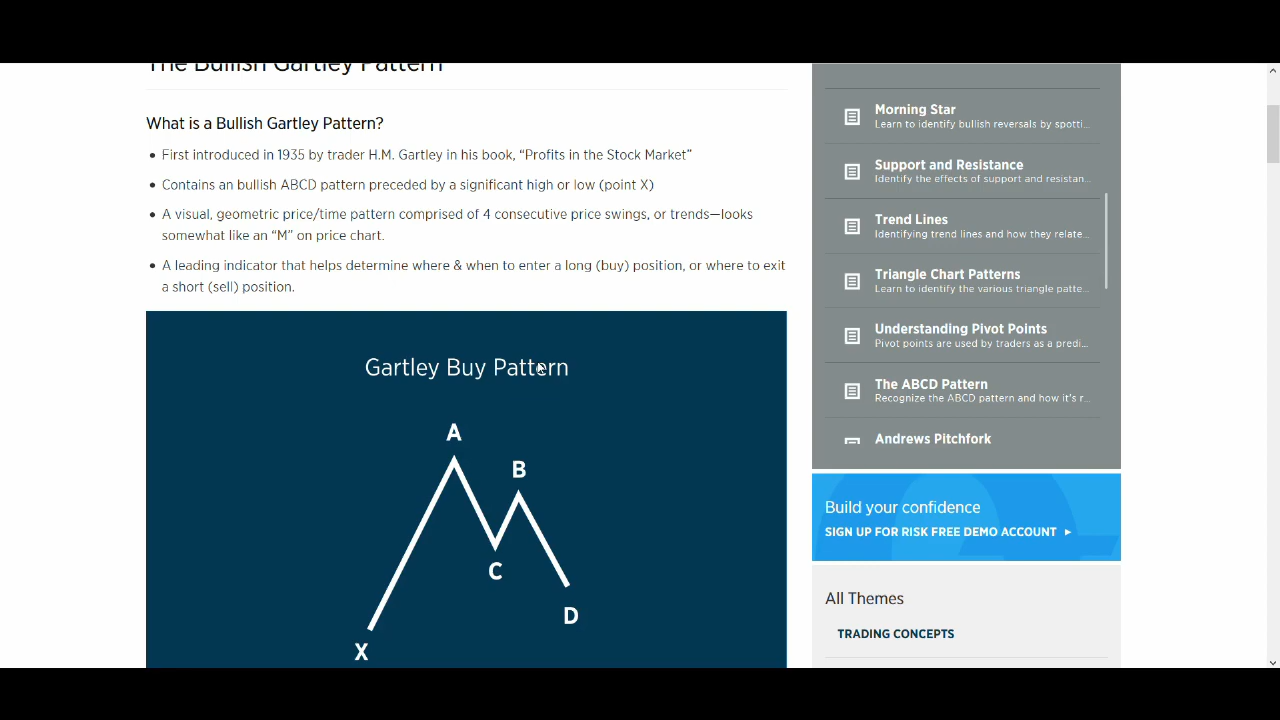 The Bullish Gartley Pattern
What is a Bullish Gartley Pattern?
First introduced in 1935 by trader H.M. Gartley in his book, “Profits in the Stock Market”
Contains an bullish ABCD pattern preceded by a significant high or low (point X)
A visual, geometric price/time pattern comprised of 4 consecutive price swings, or trends—looks
somewhat like an “M” on price chart.
A leading indicator that helps determine where & when to enter a long (buy) position, or where to exit
a short (sell) position.
Gartley Buy Pattern
A
B
C
D
X
Morning Star
Learn to identify bullish reversals by spotti...
Support and Resistance
Identify the effects of support and resistan...
Trend Lines
Identifying trend lines and how they relate...
Triangle Chart Patterns
Learn to identify the various triangle patte...
Understanding Pivot Points
Pivot points are used by traders as a predi...
The ABCD Pattern
Recognize the ABCD pattern and how it's r...
Andrews Pitchfork
Build your confidence
SIGN UP FOR RISK FREE DEMO ACCOUNT
All Themes
TRADING CONCEPTS